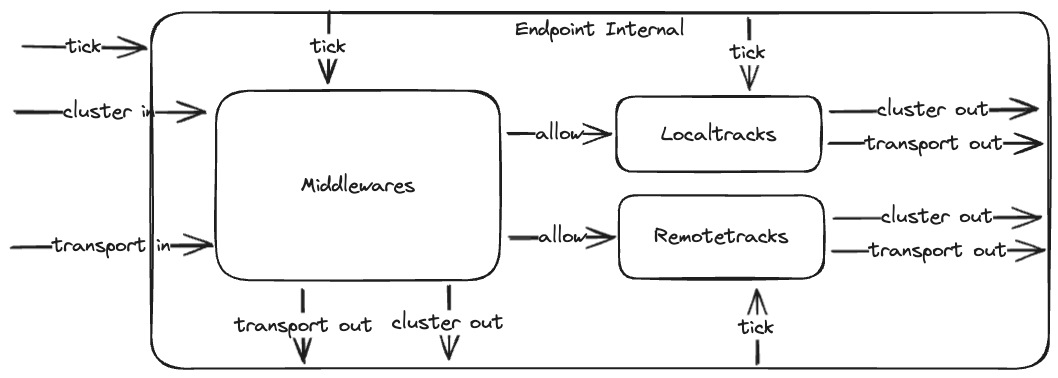 Endpoint Internal
tick
tick
tick
cluster in
allow
Localtracks
cluster out
transport out
Middlewares
transport in
allow
Remotetracks
cluster out
transport out
transport out
cluster out
tick